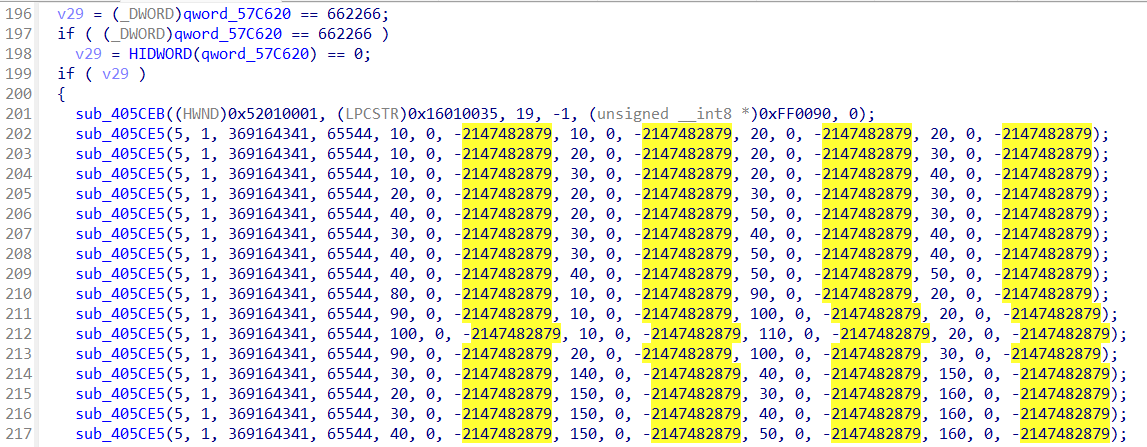 196 v29 = (_DWORD)qword_57C620 == 662266;
197 if ( (_DWORD)qword_57C620 == 662266 )
198 v29 = HIDWORD(qword_57C620) == 0;
199 if ( v29 )
200 {
201 sub_405CEB((HWND)0x52010001, (LPCSTR)0x16010035, 19, -1, (unsigned __int8 *)0xFF0090, 0);
202 sub_405CE5(5, 1, 369164341, 65544, 10, 0, -2147482879, 10, 0, -2147482879, 20, 0, -2147482879, 20, 0, -2147482879);
203 sub_405CE5(5, 1, 369164341, 65544, 10, 0, -2147482879, 20, 0, -2147482879, 20, 0, -2147482879, 30, 0, -2147482879);
204 sub_405CE5(5, 1, 369164341, 65544, 10, 0, -2147482879, 30, 0, -2147482879, 20, 0, -2147482879, 40, 0, -2147482879);
205 sub_405CE5(5, 1, 369164341, 65544, 20, 0, -2147482879, 20, 0, -2147482879, 30, 0, -2147482879, 30, 0, -2147482879);
206 sub_405CE5(5, 1, 369164341, 65544, 40, 0, -2147482879, 20, 0, -2147482879, 50, 0, -2147482879, 30, 0, -2147482879);
207 sub_405CE5(5, 1, 369164341, 65544, 30, 0, -2147482879, 30, 0, -2147482879, 40, 0, -2147482879, 40, 0, -2147482879);
208 sub_405CE5(5, 1, 369164341, 65544, 40, 0, -2147482879, 30, 0, -2147482879, 50, 0, -2147482879, 40, 0, -2147482879);
209 sub_405CE5(5, 1, 369164341, 65544, 40, 0, -2147482879, 40, 0, -2147482879, 50, 0, -2147482879, 50, 0, -2147482879);
210 sub_405CE5(5, 1, 369164341, 65544, 80, 0, -2147482879, 10, 0, -2147482879, 90, 0, -2147482879, 20, 0, -2147482879);
211 sub_405CE5(5, 1, 369164341, 65544, 90, 0, -2147482879, 10, 0, -2147482879, 100, 0, -2147482879, 20, 0, -2147482879);
212 sub_405CE5(5, 1, 369164341, 65544, 100, 0, -2147482879, 10, 0, -2147482879, 110, 0, -2147482879, 20, 0, -2147482879);
213 sub_405CE5(5, 1, 369164341, 65544, 90, 0, -2147482879, 20, 0, -2147482879, 100, 0, -2147482879, 30, 0, -2147482879);
214 sub_405CE5(5, 1, 369164341, 65544, 30, 0, -2147482879, 140, 0, -2147482879, 40, 0, -2147482879, 150, 0, -2147482879);
215 sub_405CE5(5, 1, 369164341, 65544, 20, 0, -2147482879, 150, 0, -2147482879, 30, 0, -2147482879, 160, 0, -2147482879);
216 sub_405CE5(5, 1, 369164341, 65544, 30, 0, -2147482879, 150, 0, -2147482879, 40, 0, -2147482879, 160, 0, -2147482879);
217 sub_405CE5(5, 1, 369164341, 65544, 40, 0, -2147482879, 150, 0, -2147482879, 50, 0, -2147482879, 160, 0, -2147482879);